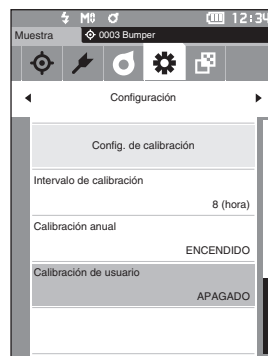 M0 12:34
Muestra 0003 Bumper
Configuración
Config. de calibración
Intervalo de calibración
8 (hora)
Calibración anual
ENCENDIDO
Calibración de usuario
APAGADO